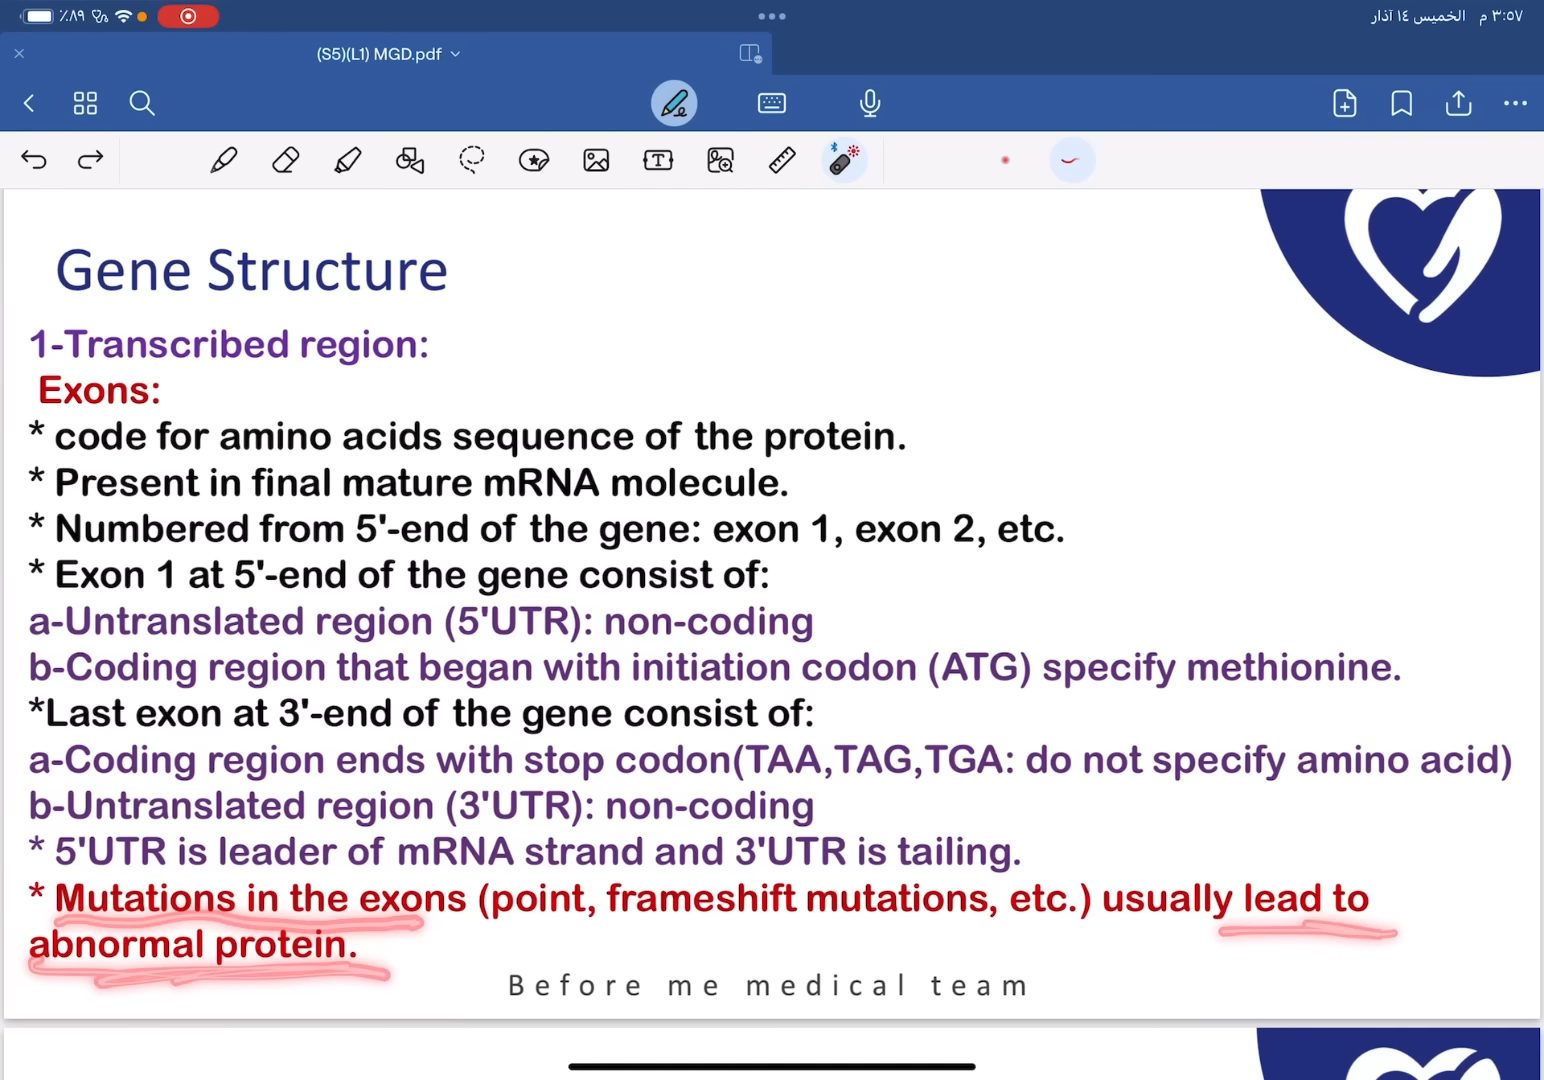 ٪٨٩
٣:٥٧ م الخميس ١٤ آذار
(S5)(L1) MGD.pdf
Gene Structure
1-Transcribed region:
Exons:
* code for amino acids sequence of the protein.
* Present in final mature mRNA molecule.
* Numbered from 5'-end of the gene: exon 1, exon 2, etc.
* Exon 1 at 5'-end of the gene consist of:
a-Untranslated region (5'UTR): non-coding
b-Coding region that began with initiation codon (ATG) specify methionine.
*Last exon at 3'-end of the gene consist of:
a-Coding region ends with stop codon(TAA,TAG,TGA: do not specify amino acid)
b-Untranslated region (3'UTR): non-coding
* 5'UTR is leader of mRNA strand and 3'UTR is tailing.
* Mutations in the exons (point, frameshift mutations, etc.) usually lead to
abnormal protein.
Before me medical team